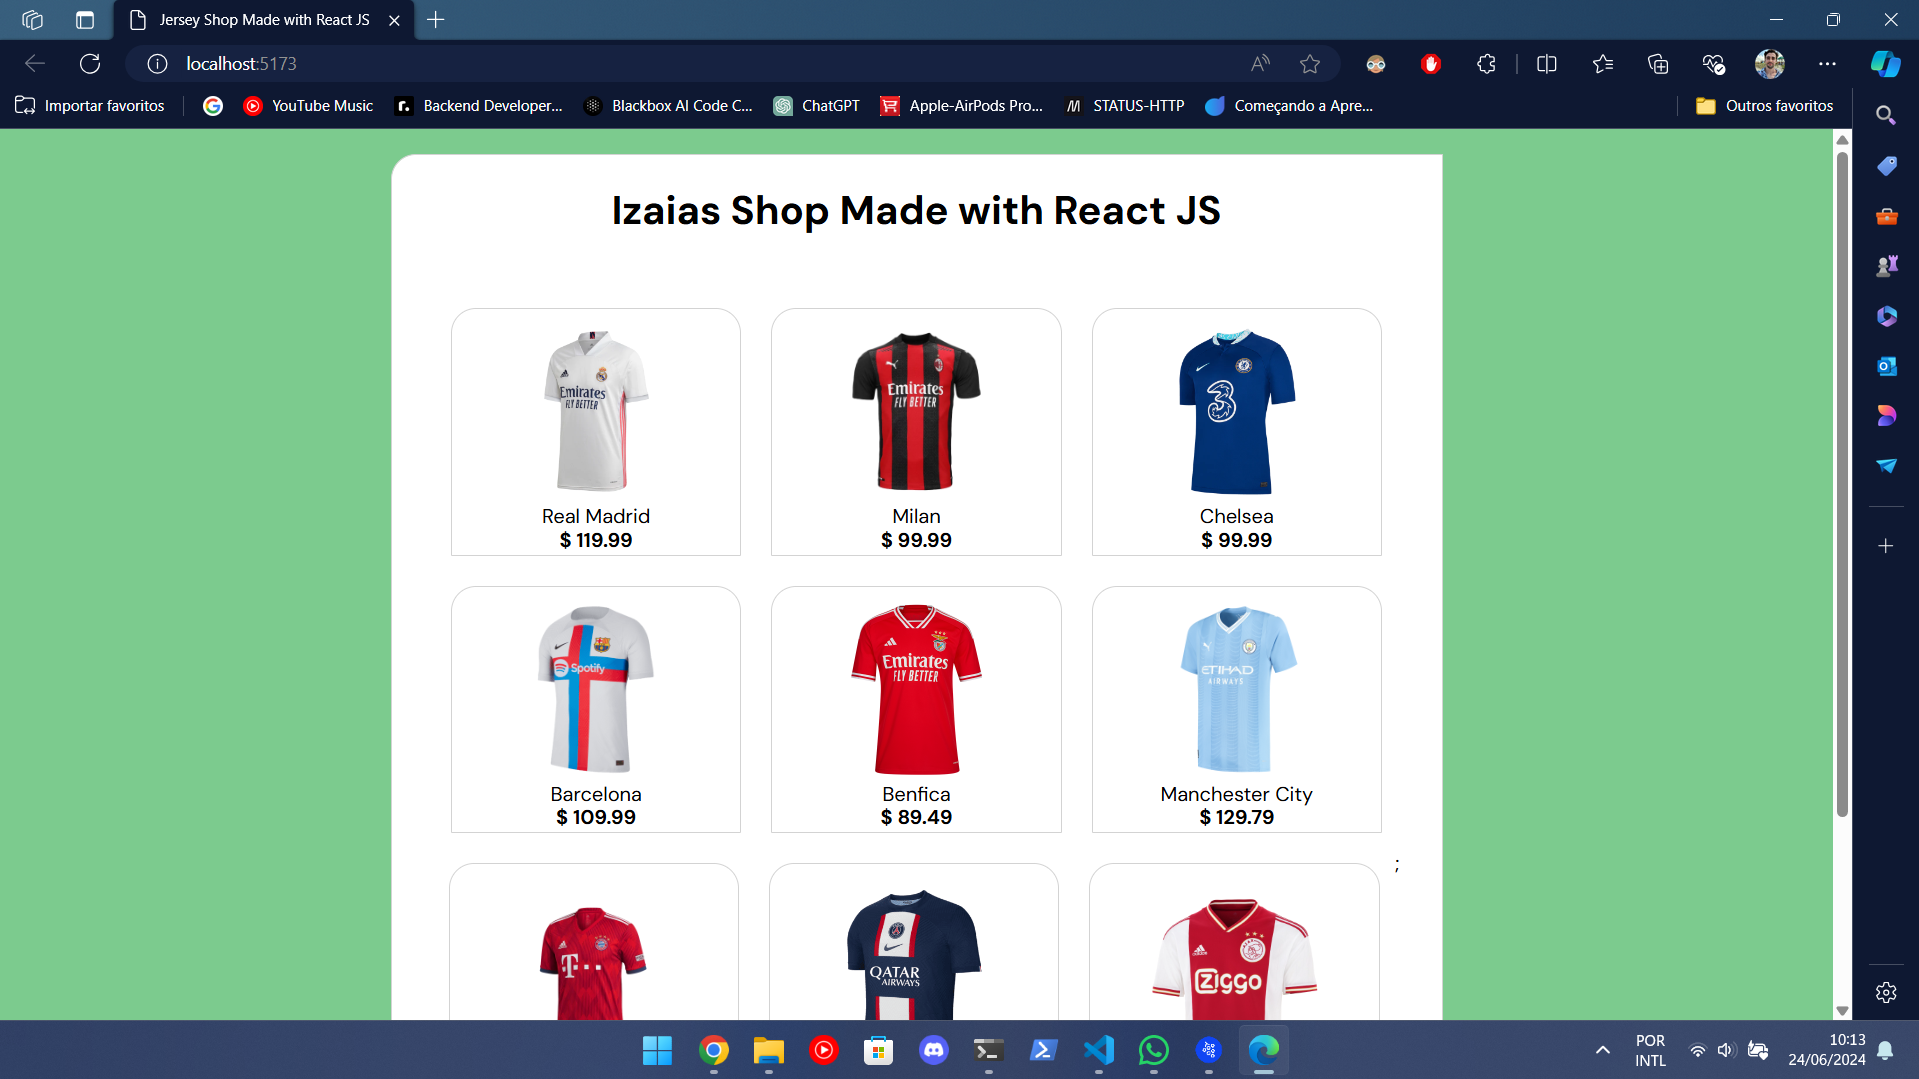 Jersey Shop Made with React JS
localhost:5173
Importar favoritos
YouTube Music
Backend Developer...
Blackbox AI Code C...
ChatGPT
Apple-AirPods Pro...
STATUS-HTTP
Começando a Apre...
Outros favoritos
Izaias Shop Made with React JS
Emirates
FLY BETTER
Emirates
FLY BETTER
3
Real Madrid
Milan
Chelsea
$ 119.99
$ 99.99
$ 99.99
Spotify
Emirates
FLY BETTER
ETIHAD
AIRWAYS
Barcelona
Benfica
Manchester City
$ 109.99
$ 89.49
$ 129.79
;
T
QATAR
AIRWAYS
Ziggo
POR
INTL
10:13
24/06/2024